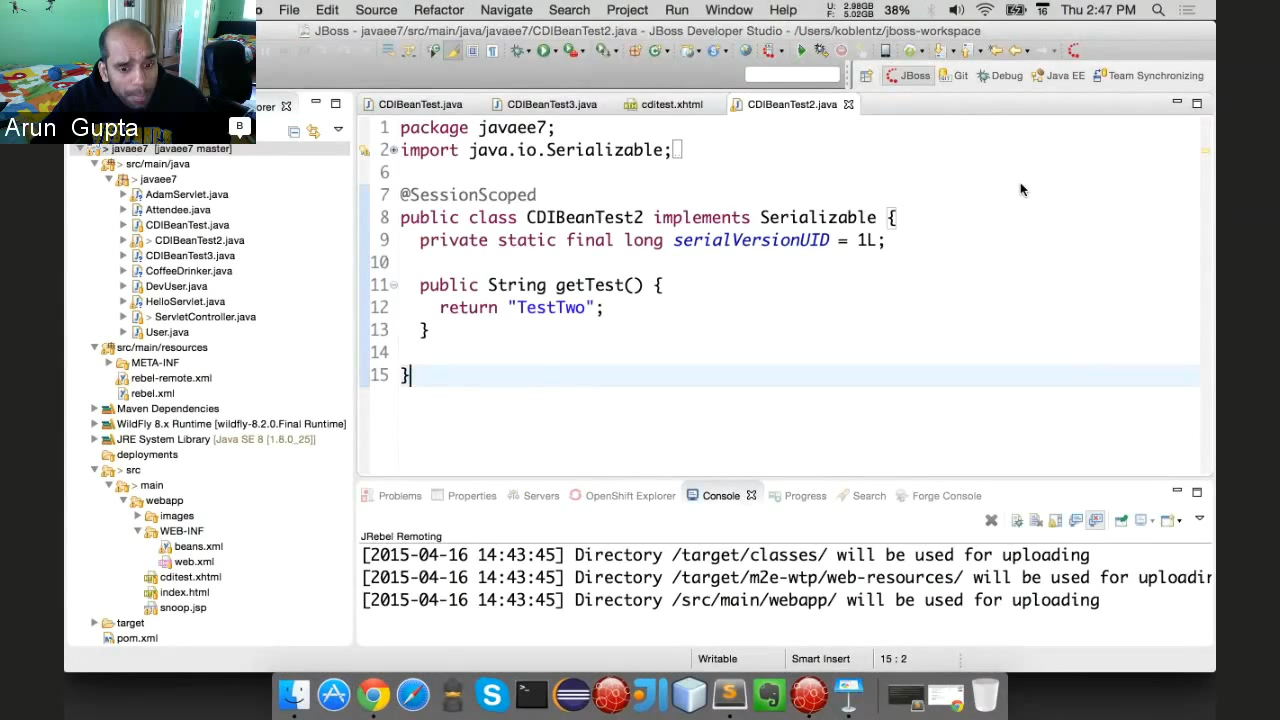 File Edit Source Refactor Navigate Search Project Run Window Help U: 2.98GB F: 5.02GB 38% 16 Thu 2:47 PM
JBoss - javaee7/src/main/java/javaee7/CDIBeanTest2.java - JBoss Developer Studio - /Users/koblentz/jboss-workspace
JBoss Git Debug Java EE Team Synchronizing
Arun Gupta
B
orer
> javaee7 [javaee7 master]
> src/main/java
> javaee7
AdamServlet.java
Attendee.java
CDIBeanTest.java
> CDIBeanTest2.java
CDIBeanTest3.java
CoffeeDrinker.java
DevUser.java
HelloServlet.java
> ServletController.java
User.java
src/main/resources
META-INF
rebel-remote.xml
rebel.xml
Maven Dependencies
WildFly 8.x Runtime [wildfly-8.2.0.Final Runtime]
JRE System Library [Java SE 8 [1.8.0_25]]
deployments
> src
main
webapp
images
WEB-INF
beans.xml
web.xml
cditest.xhtml
index.html
snoop.jsp
target
pom.xml
CDIBeanTest.java CDIBeanTest3.java cditest.xhtml CDIBeanTest2.java
1 package javaee7;
2 import java.io.Serializable;
6
7 @SessionScoped
8 public class CDIBeanTest2 implements Serializable {
9 private static final long serialVersionUID = 1L;
10
11 public String getTest() {
12 return "TestTwo";
13 }
14
15 }
Problems Properties Servers OpenShift Explorer Console Progress Search Forge Console
JRebel Remoting
[2015-04-16 14:43:45] Directory /target/classes/ will be used for uploading
[2015-04-16 14:43:45] Directory /target/m2e-wtp/web-resources/ will be used for uploadin
[2015-04-16 14:43:45] Directory /src/main/webapp/ will be used for uploading
Writable Smart Insert 15 : 2